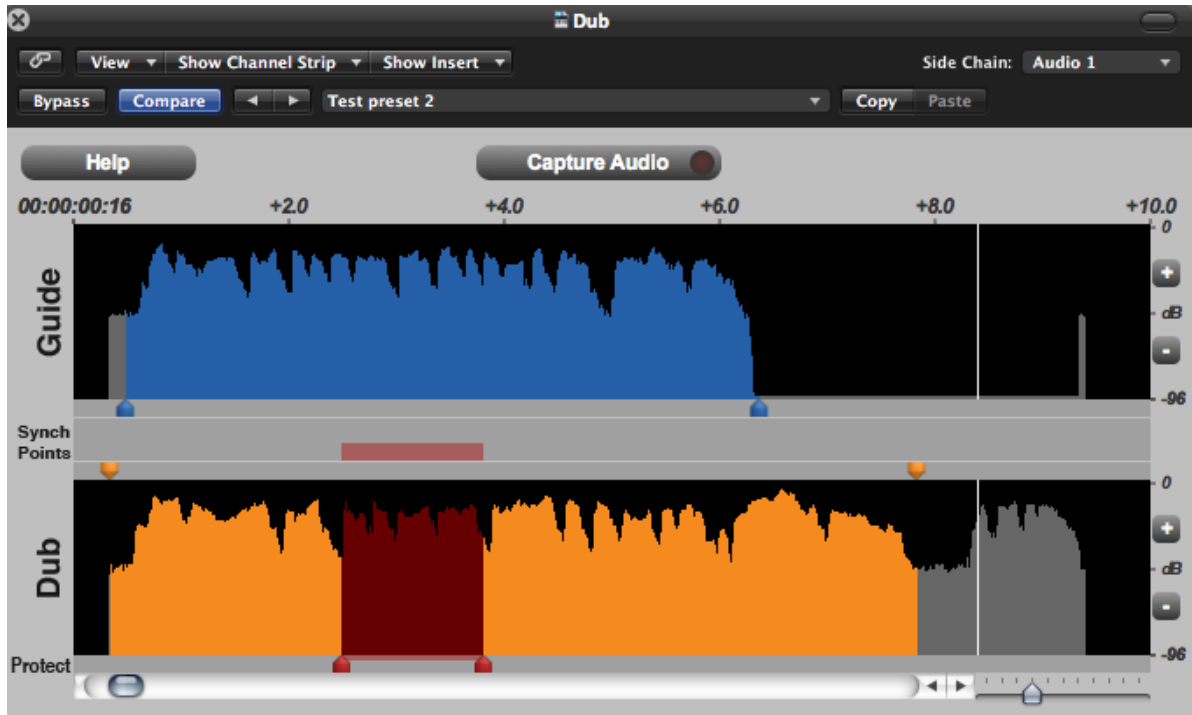 Dub
View Show Channel Strip Show Insert Side Chain: Audio 1
Bypass Compare Test preset 2 Copy Paste
Help Capture Audio
00:00:00:16 +2.0 +4.0 +6.0 +8.0 +10.0
0
+
Guide dB
-
-96
Synch
Points
0
+
Dub dB
-
-96
Protect